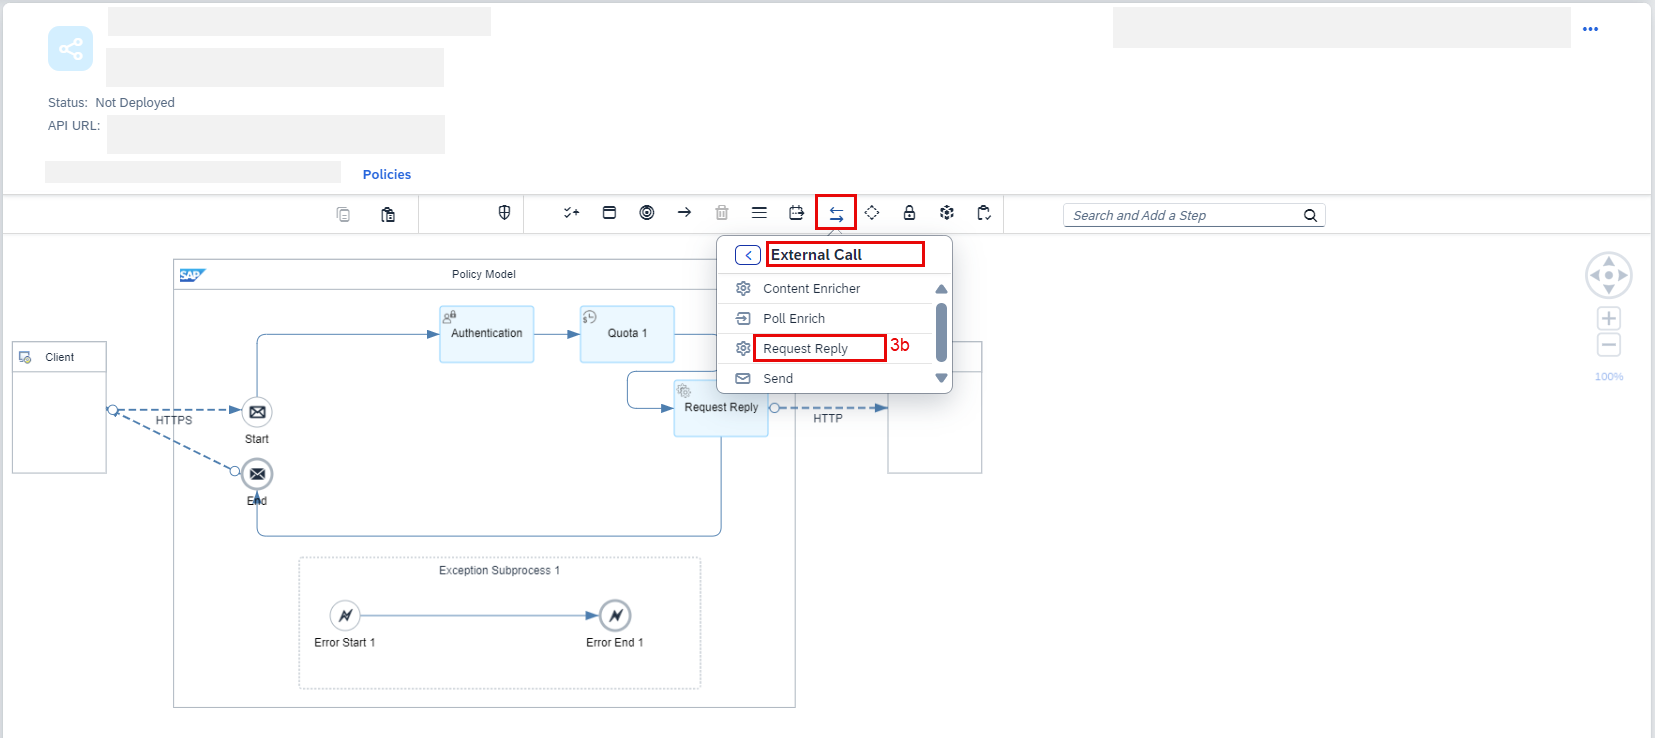 Status: Not Deployed
API URL:
Policies
Search and Add a Step
External Call
Content Enricher
Poll Enrich
Request Reply
3b
Send
SAP
Policy Model
Authentication
Quota 1
Client
Request Reply
HTTPS
HTTP
Start
End
100%
Exception Subprocess 1
Error Start 1
Error End 1